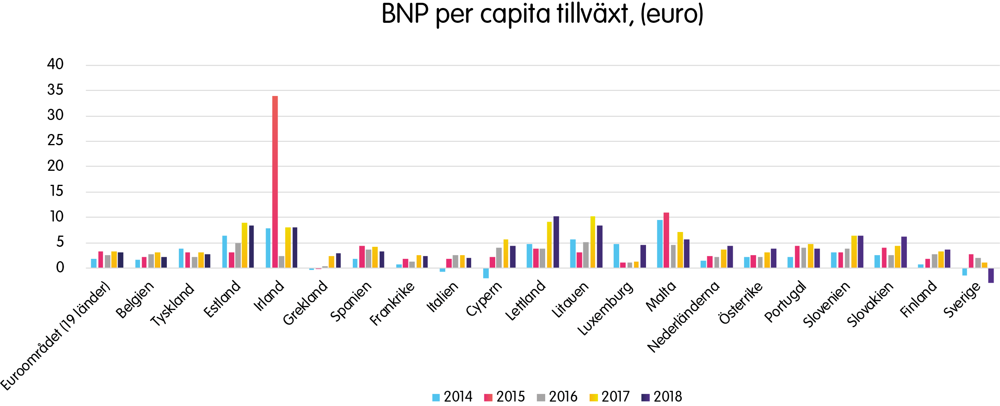 BNP per capita tillväxt, (euro)
40
35
30
25
20
15
10
5
0
Euroområdet (19 länder)
Belgien
Tyskland
Estland
Irland
Grekland
Spanien
Frankrike
Italien
Cypern
Lettland
Litauen
Luxemburg
Malta
Nederländerna
Österrike
Portugal
Slovenien
Slovakien
Finland
Sverige
2014 2015 2016 2017 2018